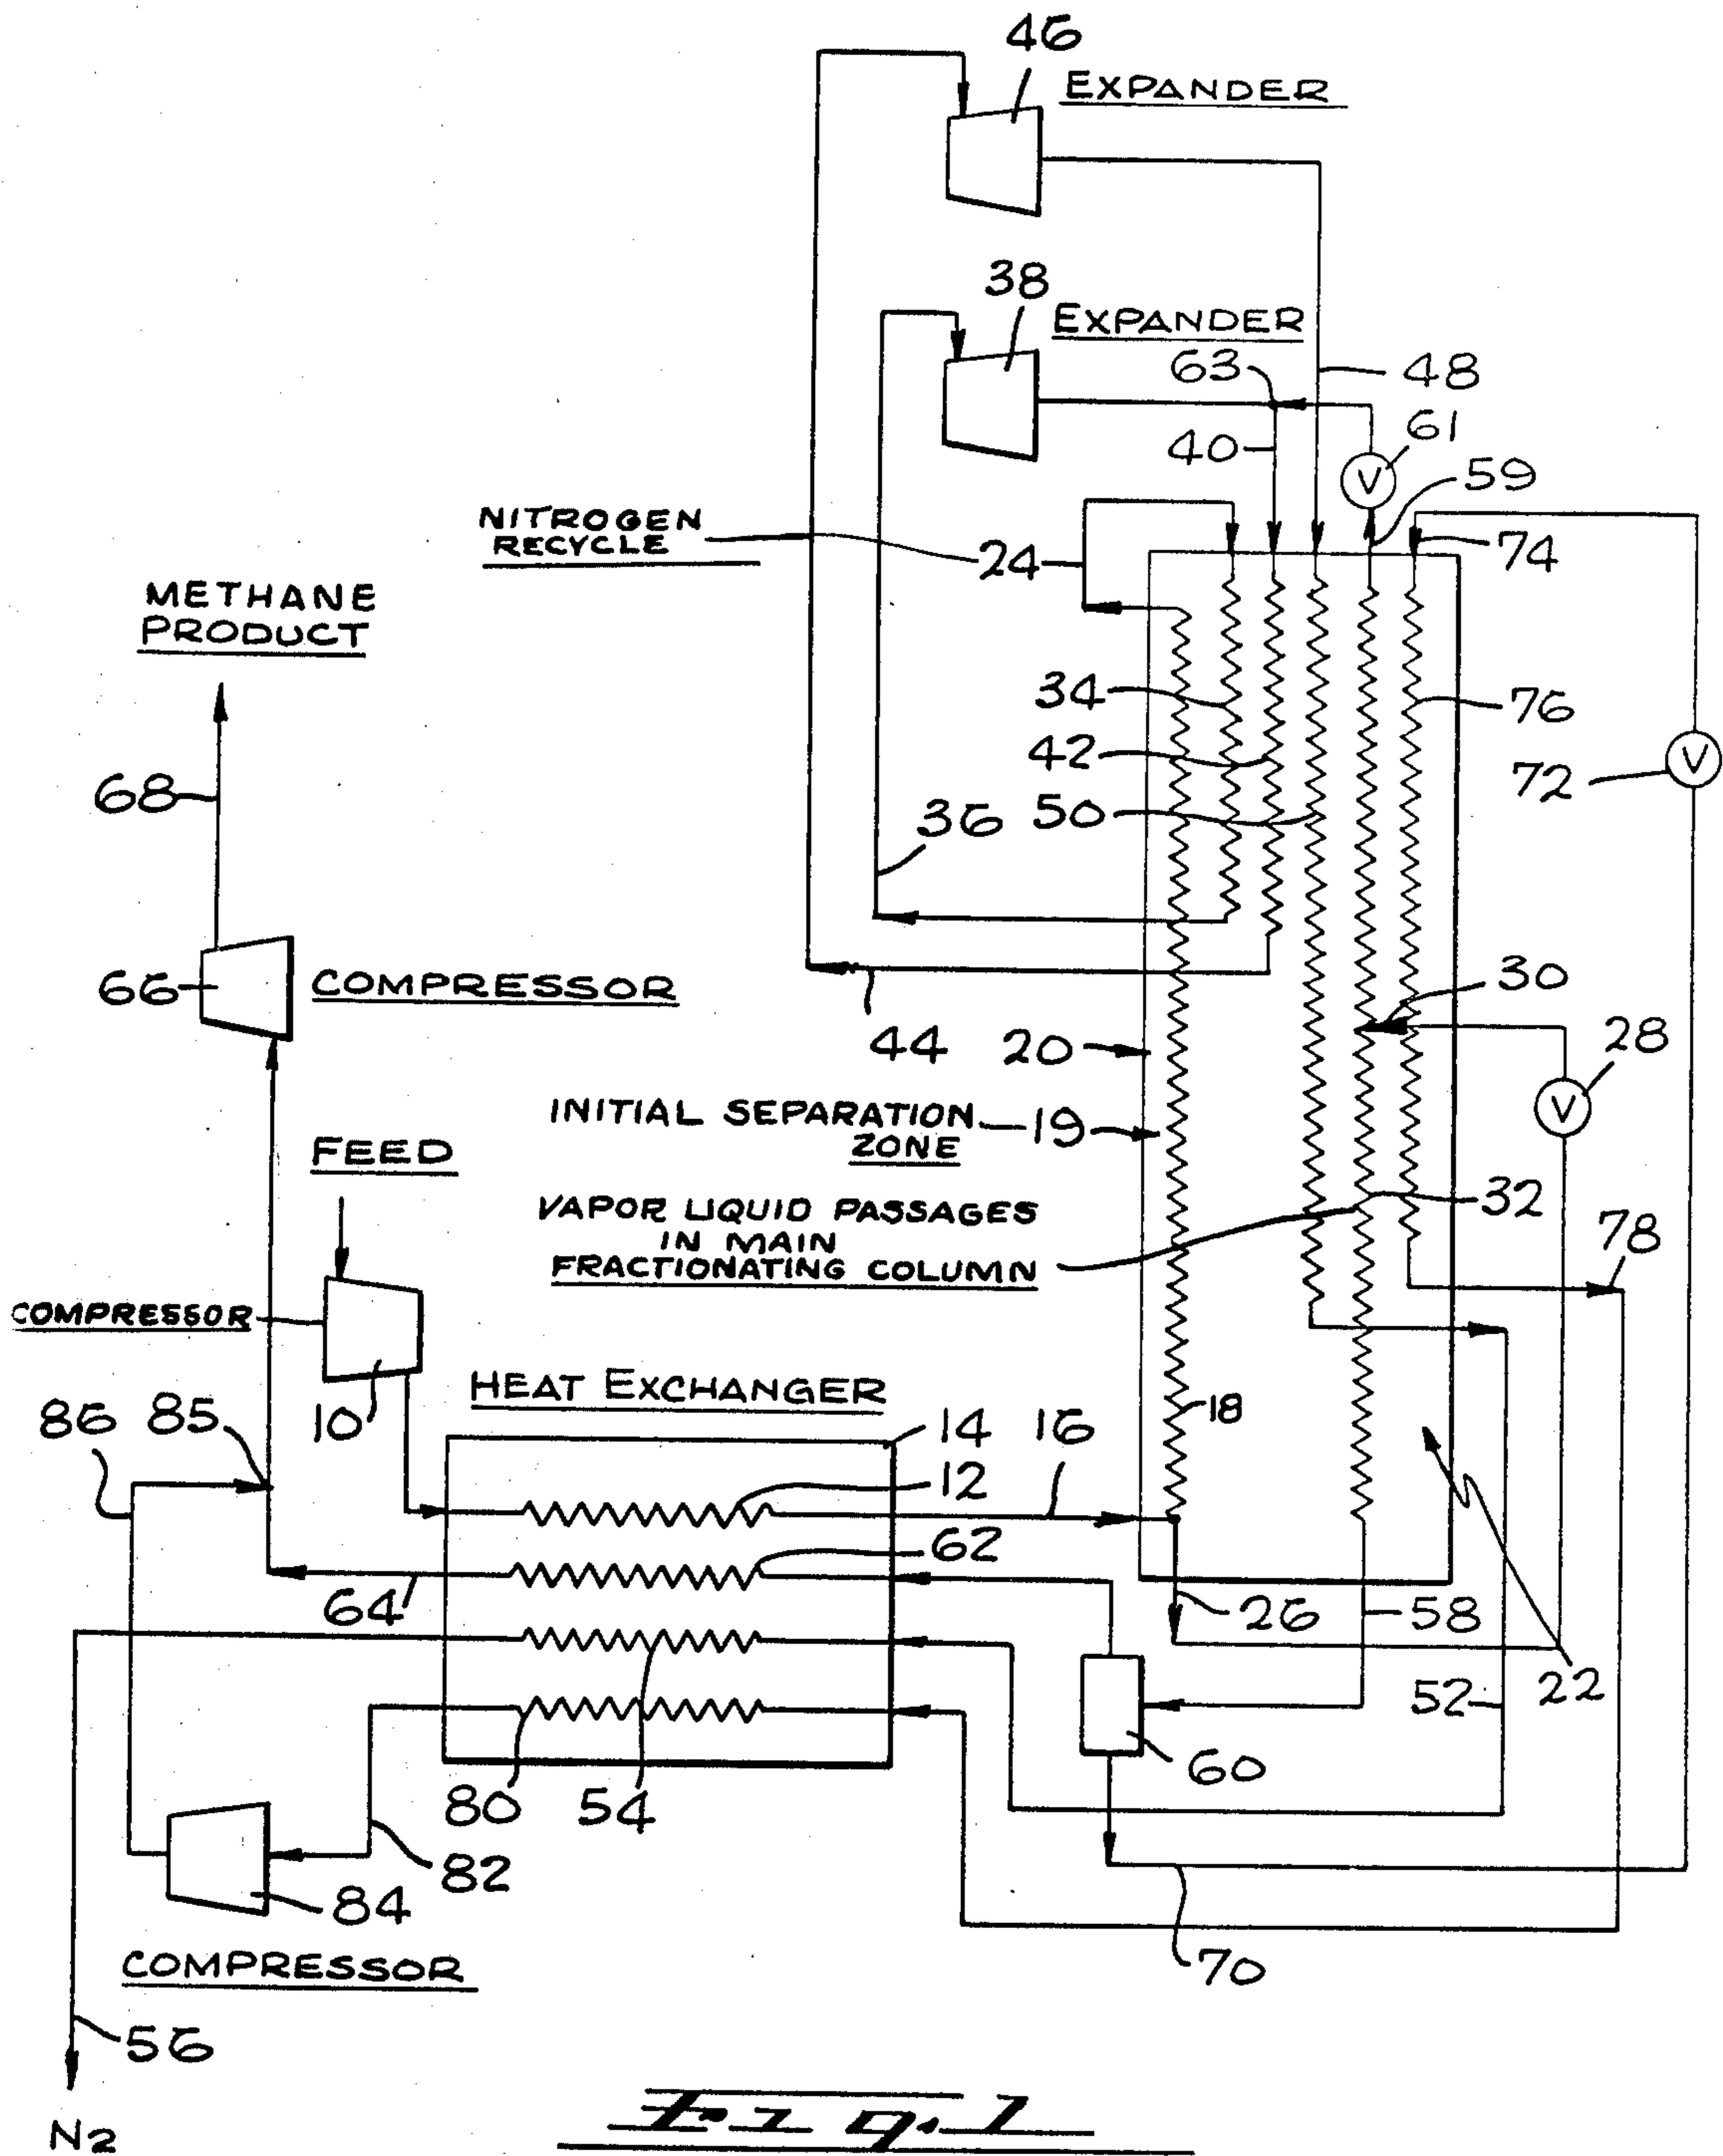 46
EXPANDER
38
EXPANDER
63
48
40
61
V
59
NITROGEN
RECYCLE
24
74
METHANE
PRODUCT
34
76
42
V
72
68
36
50
66
COMPRESSOR
30
44
20
28
V
INITIAL SEPARATION
ZONE
19
FEED
VAPOR LIQUID PASSAGES
IN MAIN
FRACTIONATING COLUMN
32
78
COMPRESSOR
10
HEAT EXCHANGER
86
85
14
16
18
12
62
64
26
58
22
52
60
80
54
82
84
70
COMPRESSOR
56
N2
Fig. 1